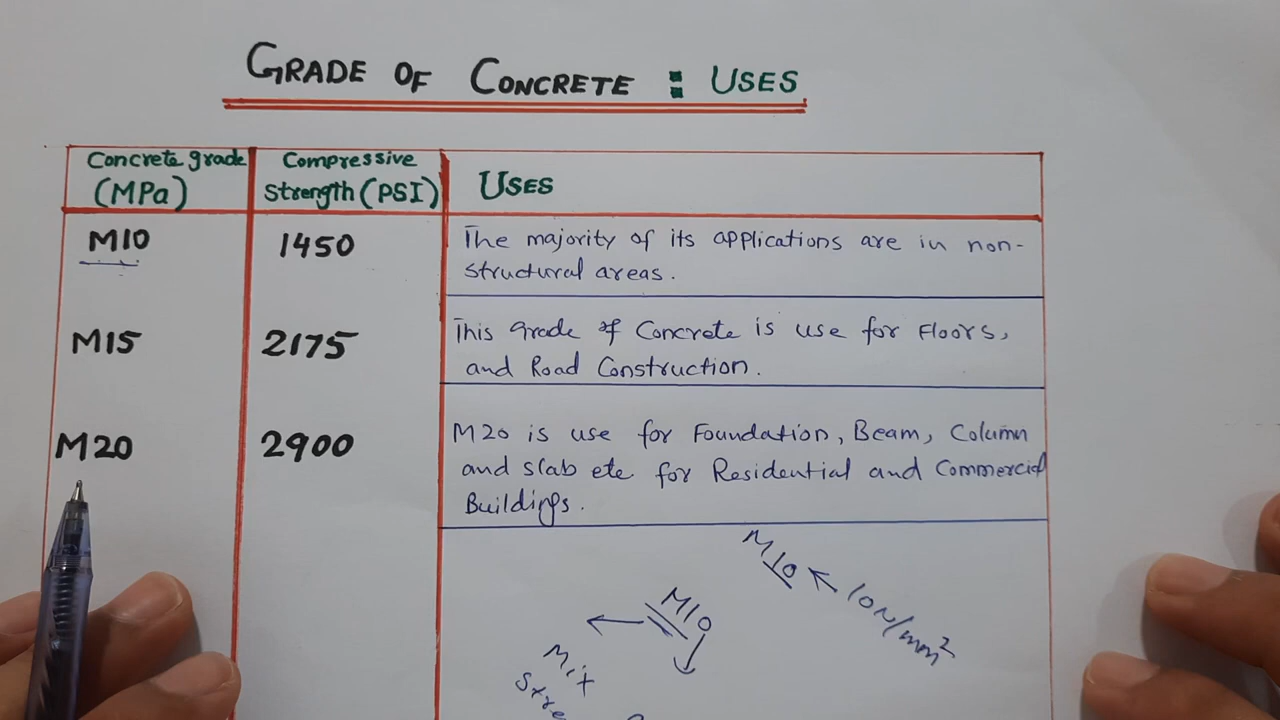 GRADE OF CONCRETE : USES
Concrete grade (MPa)
Compressive Strength (PSI)
USES
M10
1450
The majority of its applications are in non-
structural areas.
M15
2175
This Grade of Concrete is use for Floors,
and Road Construction.
M20
2900
M20 is use for Foundation, Beam, Column
and slab etc for Residential and Commercial
Buildings.
M10 ← 10N/mm²
M10
Mix